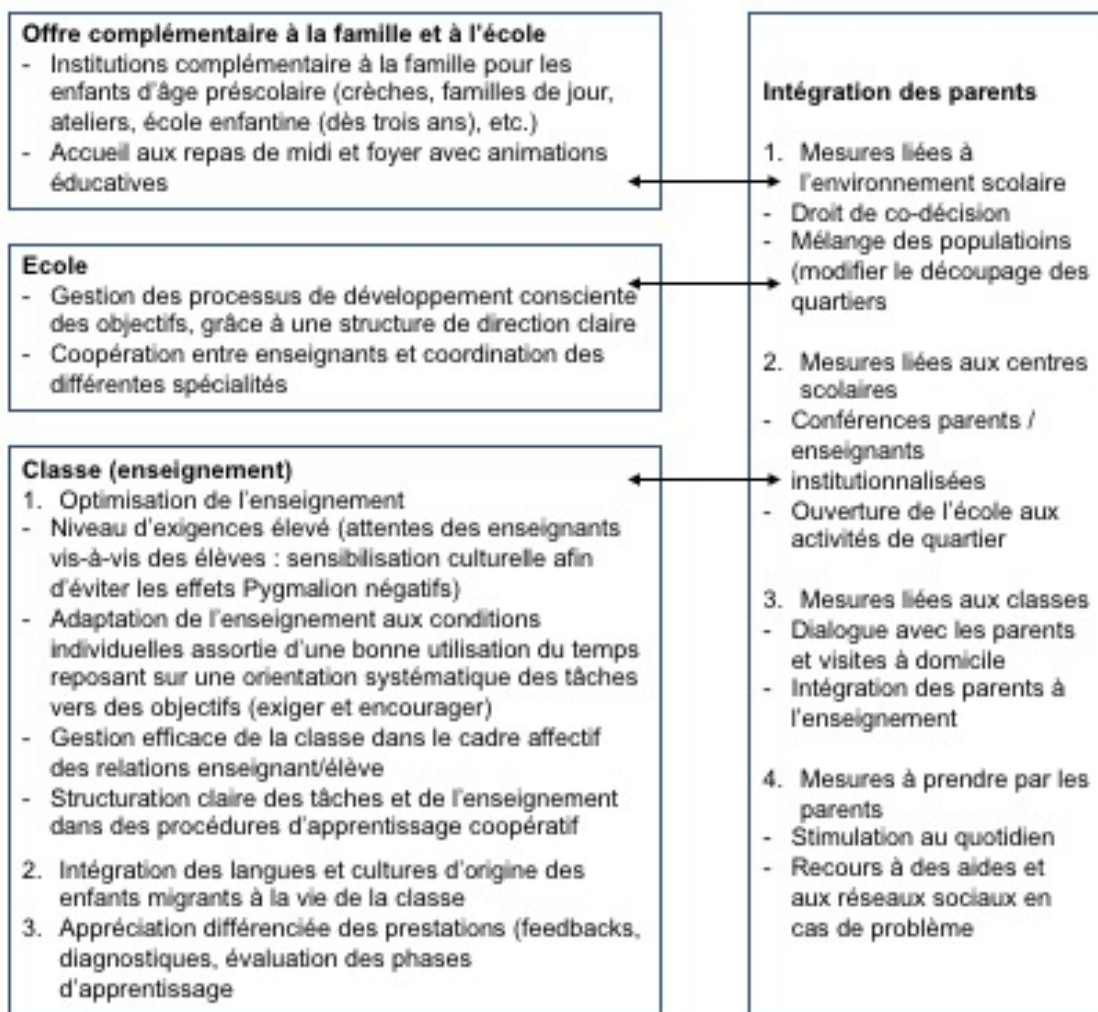 Offre complémentaire à la famille et à l'école
- Institutions complémentaire à la famille pour les
enfants d'âge préscolaire (crèches, familles de jour,
ateliers, école enfantine (dès trois ans), etc.)
- Accueil aux repas de midi et foyer avec animations
éducatives
Ecole
- Gestion des processus de développement consciente
des objectifs, grâce à une structure de direction claire
- Coopération entre enseignants et coordination des
différentes spécialités
Classe (enseignement)
1. Optimisation de l'enseignement
- Niveau d'exigences élevé (attentes des enseignants
vis-à-vis des élèves : sensibilisation culturelle afin
d'éviter les effets Pygmalion négatifs)
- Adaptation de l'enseignement aux conditions
individuelles assortie d'une bonne utilisation du temps
reposant sur une orientation systématique des tâches
vers des objectifs (exiger et encourager)
- Gestion efficace de la classe dans le cadre affectif
des relations enseignant/élève
- Structuration claire des tâches et de l'enseignement
dans des procédures d'apprentissage coopératif
2. Intégration des langues et cultures d'origine des
enfants migrants à la vie de la classe
3. Appréciation différenciée des prestations (feedbacks,
diagnostiques, évaluation des phases
d'apprentissage
Intégration des parents
1. Mesures liées à
l'environnement scolaire
- Droit de co-décision
- Mélange des populatioins
(modifier le découpage des
quartiers
2. Mesures liées aux centres
scolaires
- Conférences parents /
enseignants
institutionnalisées
- Ouverture de l'école aux
activités de quartier
3. Mesures liées aux classes
- Dialogue avec les parents
et visites à domicile
- Intégration des parents à
l'enseignement
4. Mesures à prendre par les
parents
- Stimulation au quotidien
- Recours à des aides et
aux réseaux sociaux en
cas de problème